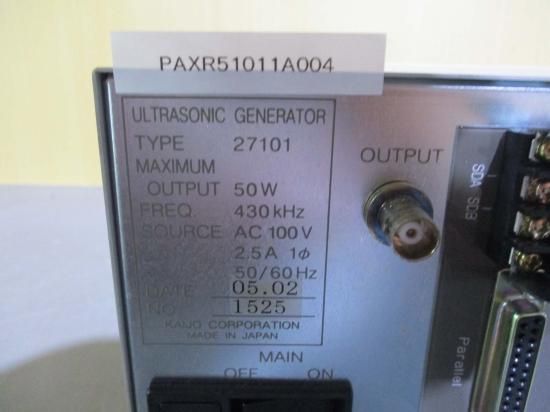 PAXR51011A004
ULTRASONIC GENERATOR
TYPE 27101
MAXIMUM
OUTPUT 50W
FREQ. 430kHz
SOURCE AC 100V
2.5A 1ϕ
50/60Hz
DATE 05.02
NO. 1525
KAIJO CORPORATION
MADE IN JAPAN
MAIN
OFF ON
OUTPUT
SDA SDG
Parallel